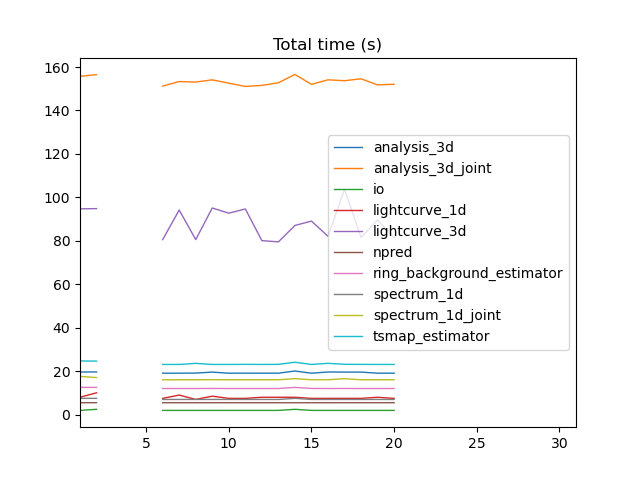 Total time (s)
160
140
120
100
80
60
40
20
0
analysis_3d
analysis_3d_joint
io
lightcurve_1d
lightcurve_3d
npred
ring_background_estimator
spectrum_1d
spectrum_1d_joint
tsmap_estimator
5 10 15 20 25 30